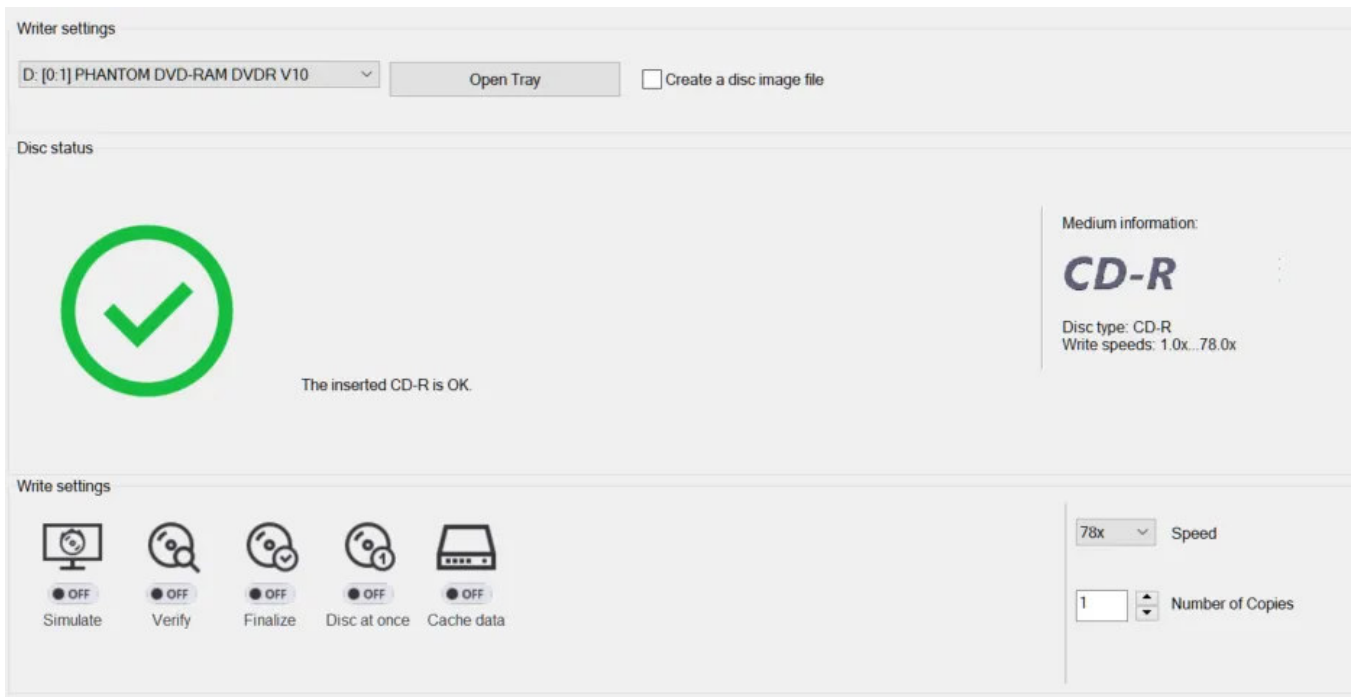 Writer settings
D: [0:1] PHANTOM DVD-RAM DVDR V10
Open Tray
Create a disc image file
Disc status
Medium information:
CD-R
Disc type: CD-R
Write speeds: 1.0x...78.0x
The inserted CD-R is OK.
Write settings
OFF
Simulate
OFF
Verify
OFF
Finalize
1
OFF
Disc at once
OFF
Cache data
78x
Speed
1
Number of Copies